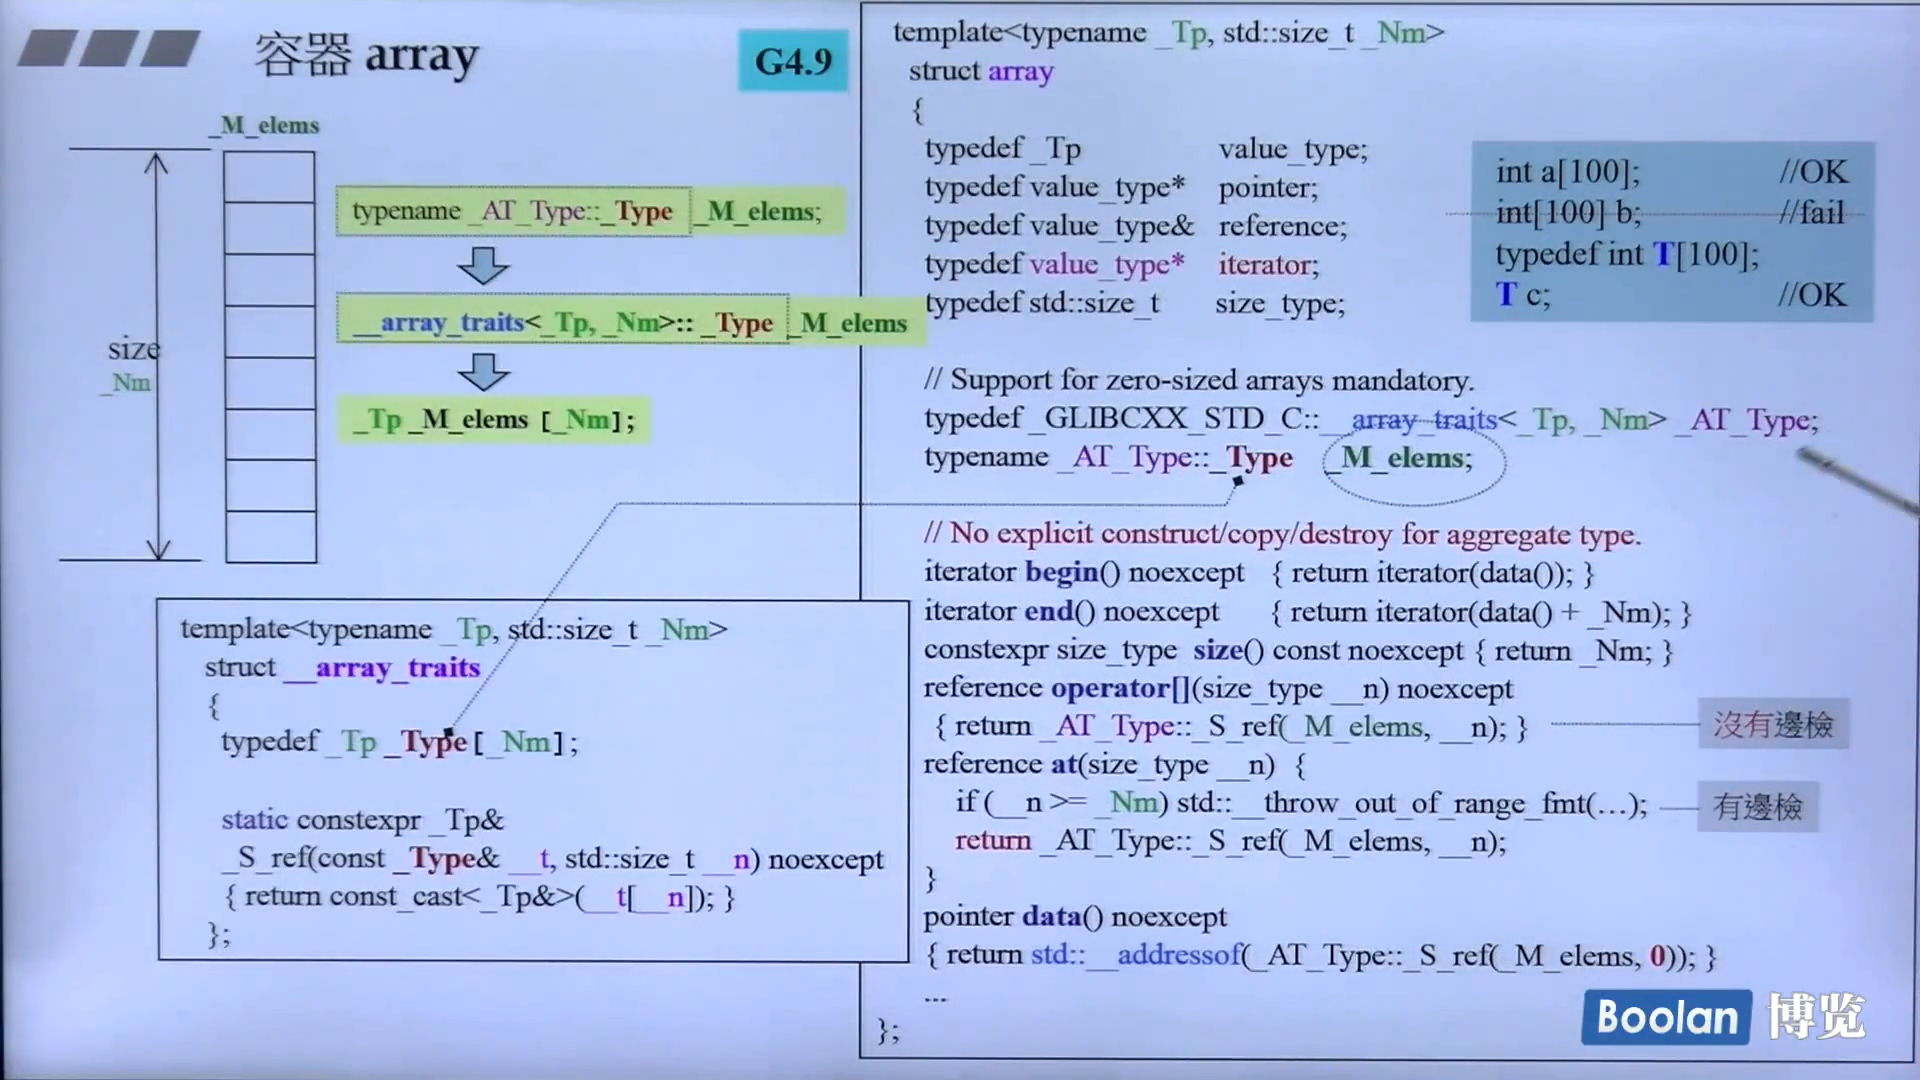 容器 array
G4.9
_M_elems
size
_Nm
typename _AT_Type::_Type _M_elems;
__array_traits<_Tp, _Nm>:: _Type _M_elems
_Tp _M_elems [_Nm];
template<typename _Tp, std::size_t _Nm>
struct __array_traits
{
typedef _Tp _Type[_Nm];
static constexpr _Tp&
_S_ref(const _Type& __t, std::size_t __n) noexcept
{ return const_cast<_Tp&>(__t[__n]); }
};
template<typename _Tp, std::size_t _Nm>
struct array
{
typedef _Tp value_type;
typedef value_type* pointer;
typedef value_type& reference;
typedef value_type* iterator;
typedef std::size_t size_type;
// Support for zero-sized arrays mandatory.
typedef _GLIBCXX_STD_C::__array_traits<_Tp, _Nm> _AT_Type;
typename _AT_Type::_Type _M_elems;
// No explicit construct/copy/destroy for aggregate type.
iterator begin() noexcept { return iterator(data()); }
iterator end() noexcept { return iterator(data() + _Nm); }
constexpr size_type size() const noexcept { return _Nm; }
reference operator[](size_type __n) noexcept
{ return _AT_Type::_S_ref(_M_elems, __n); }
沒有邊檢
reference at(size_type __n) {
if (__n >= _Nm) std::__throw_out_of_range_fmt(…);
有邊檢
return _AT_Type::_S_ref(_M_elems, __n);
}
pointer data() noexcept
{ return std::__addressof(_AT_Type::_S_ref(_M_elems, 0)); }
...
};
int a[100]; //OK
int[100] b; //fail
typedef int T[100];
T c; //OK
Boolan 博览